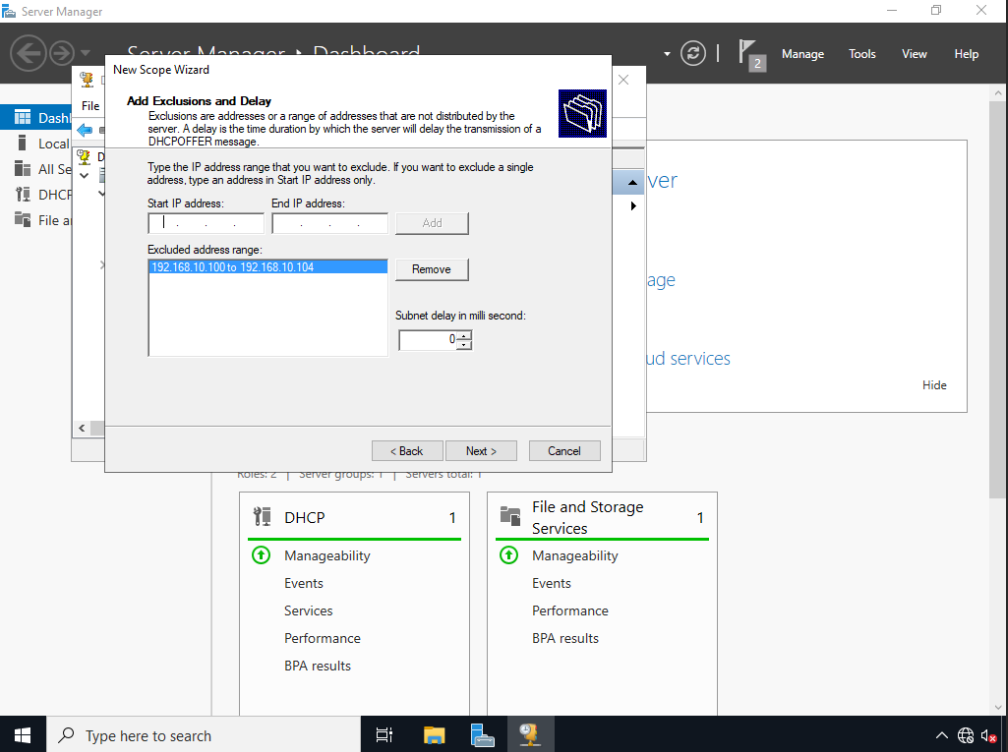 Server Manager
Server Manager • Dashboard
2
Manage
Tools
View
Help
New Scope Wizard
Add Exclusions and Delay
Exclusions are addresses or a range of addresses that are not distributed by the
server. A delay is the time duration by which the server will delay the transmission of a
DHCPOFFER message.
Type the IP address range that you want to exclude. If you want to exclude a single
address, type an address in Start IP address only.
Start IP address:
End IP address:
Add
Excluded address range:
192.168.10.100 to 192.168.10.104
Remove
Subnet delay in milli second:
0
< Back
Next >
Cancel
File
D
Dash
Local
All Se
DHCP
File a
ver
age
ud services
Hide
Roles: 2 | Server groups: 1 | Servers total: 1
DHCP
1
Manageability
Events
Services
Performance
BPA results
File and Storage
Services
1
Manageability
Events
Performance
BPA results
Type here to search